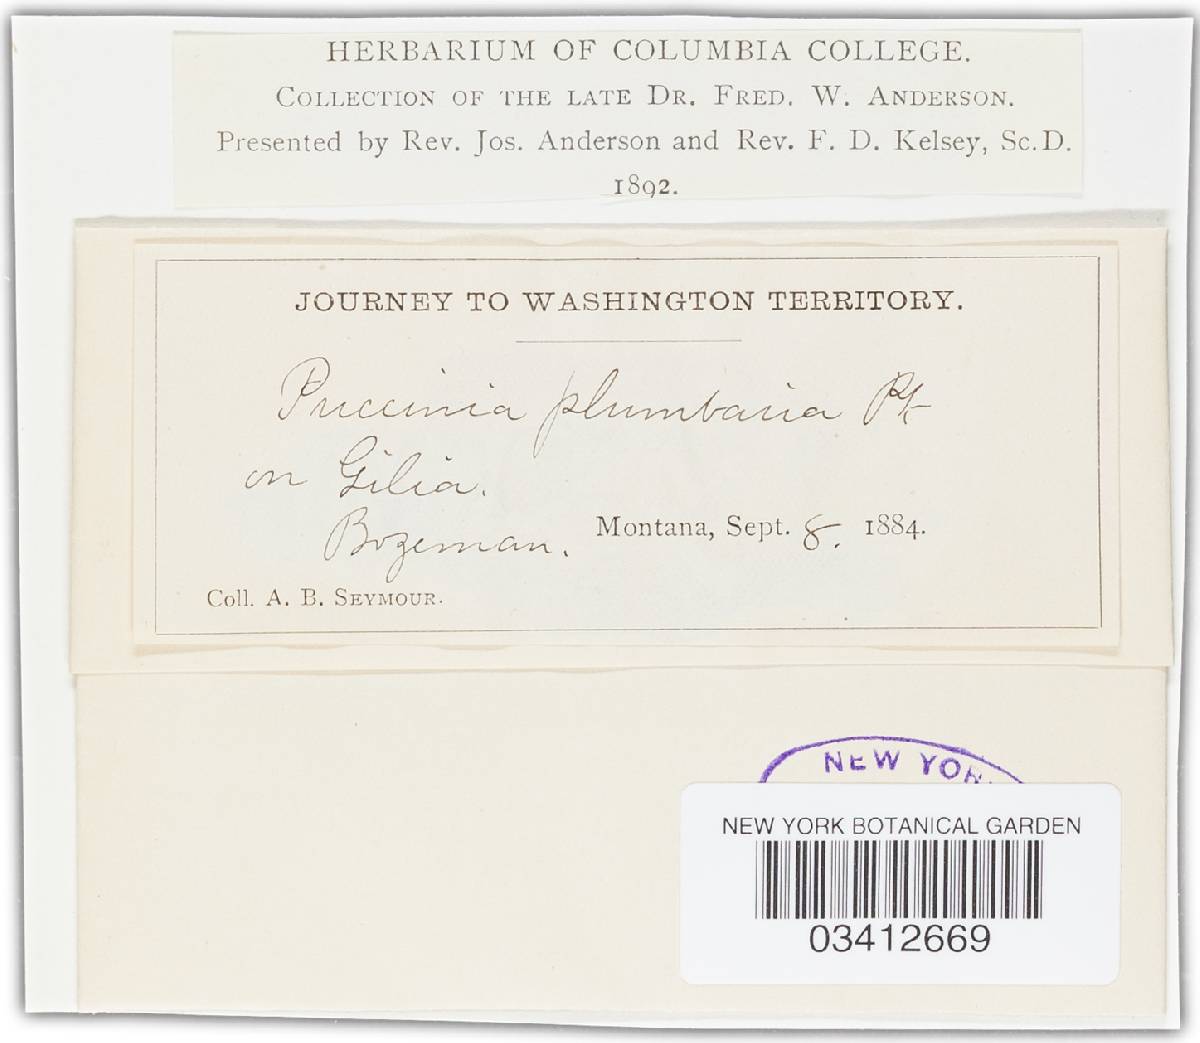 HERBARIUM OF COLUMBIA COLLEGE.
COLLECTION OF THE LATE DR. FRED. W. ANDERSON.
Presented by Rev. Jos. Anderson and Rev. F. D. Kelsey, Sc.D.
1892.
JOURNEY TO WASHINGTON TERRITORY.
Puccinia plumbaria Pk
on Gilia.
Bozeman. Montana, Sept. 8. 1884.
Coll. A. B. SEYMOUR.
NEW YORK
NEW YORK BOTANICAL GARDEN
03412669